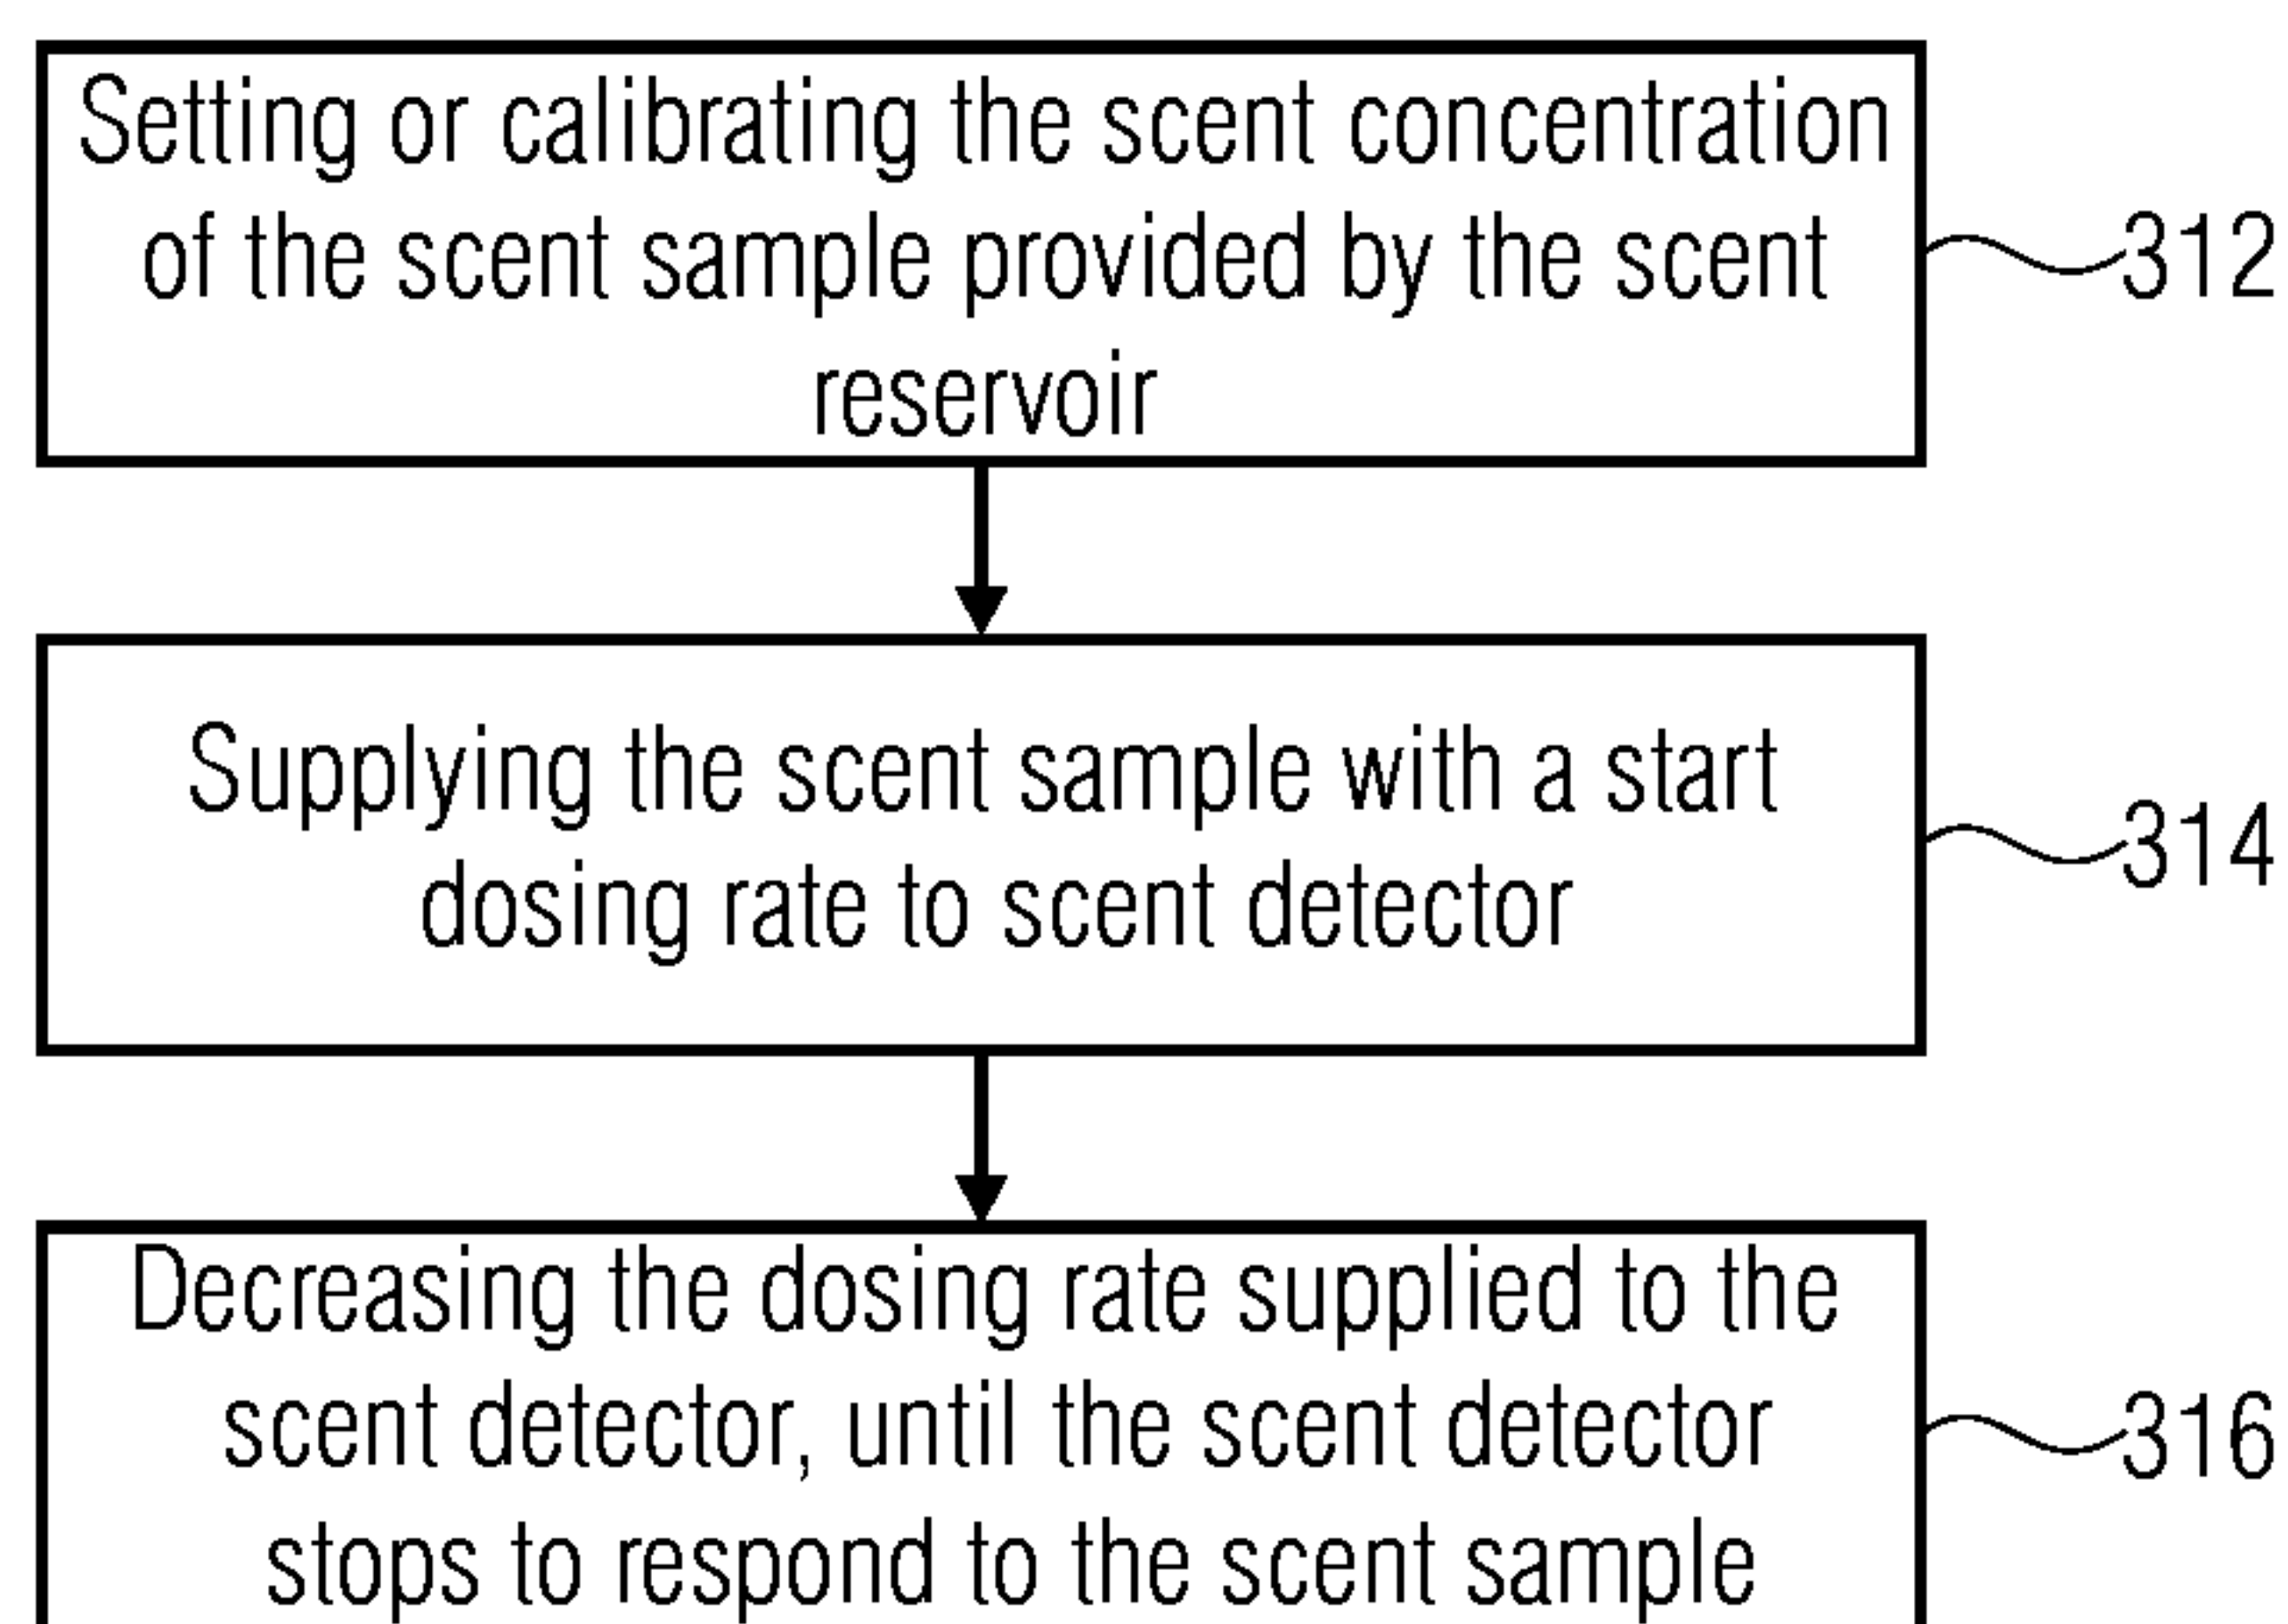 Setting or calibrating the scent concentration
of the scent sample provided by the scent
reservoir
312
Supplying the scent sample with a start
dosing rate to scent detector
314
Decreasing the dosing rate supplied to the
scent detector, until the scent detector
stops to respond to the scent sample
316